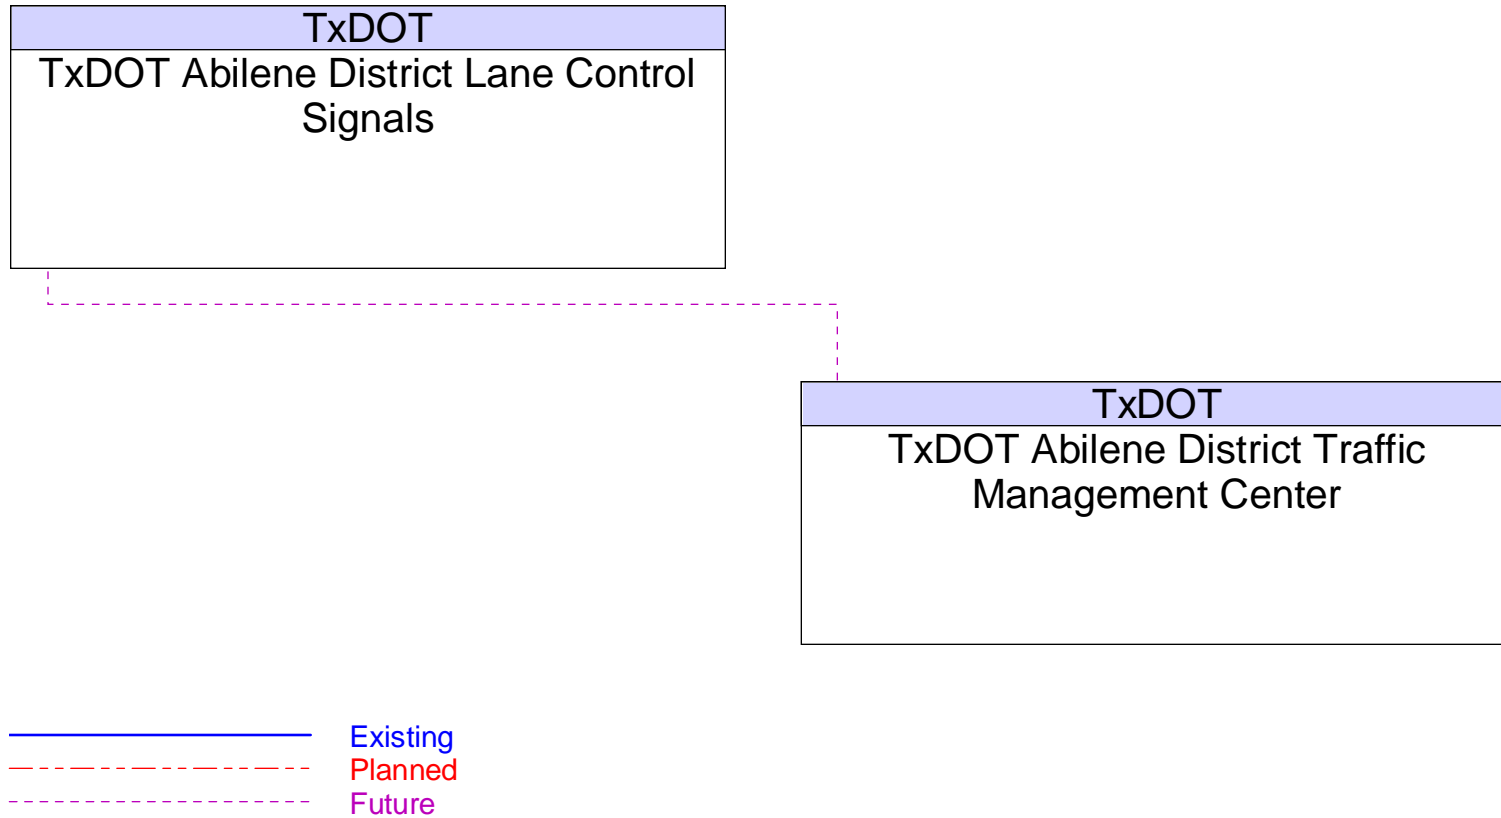 TxDOT
TxDOT Abilene District Lane Control
Signals
TxDOT
TxDOT Abilene District Traffic
Management Center
Existing
Planned
Future